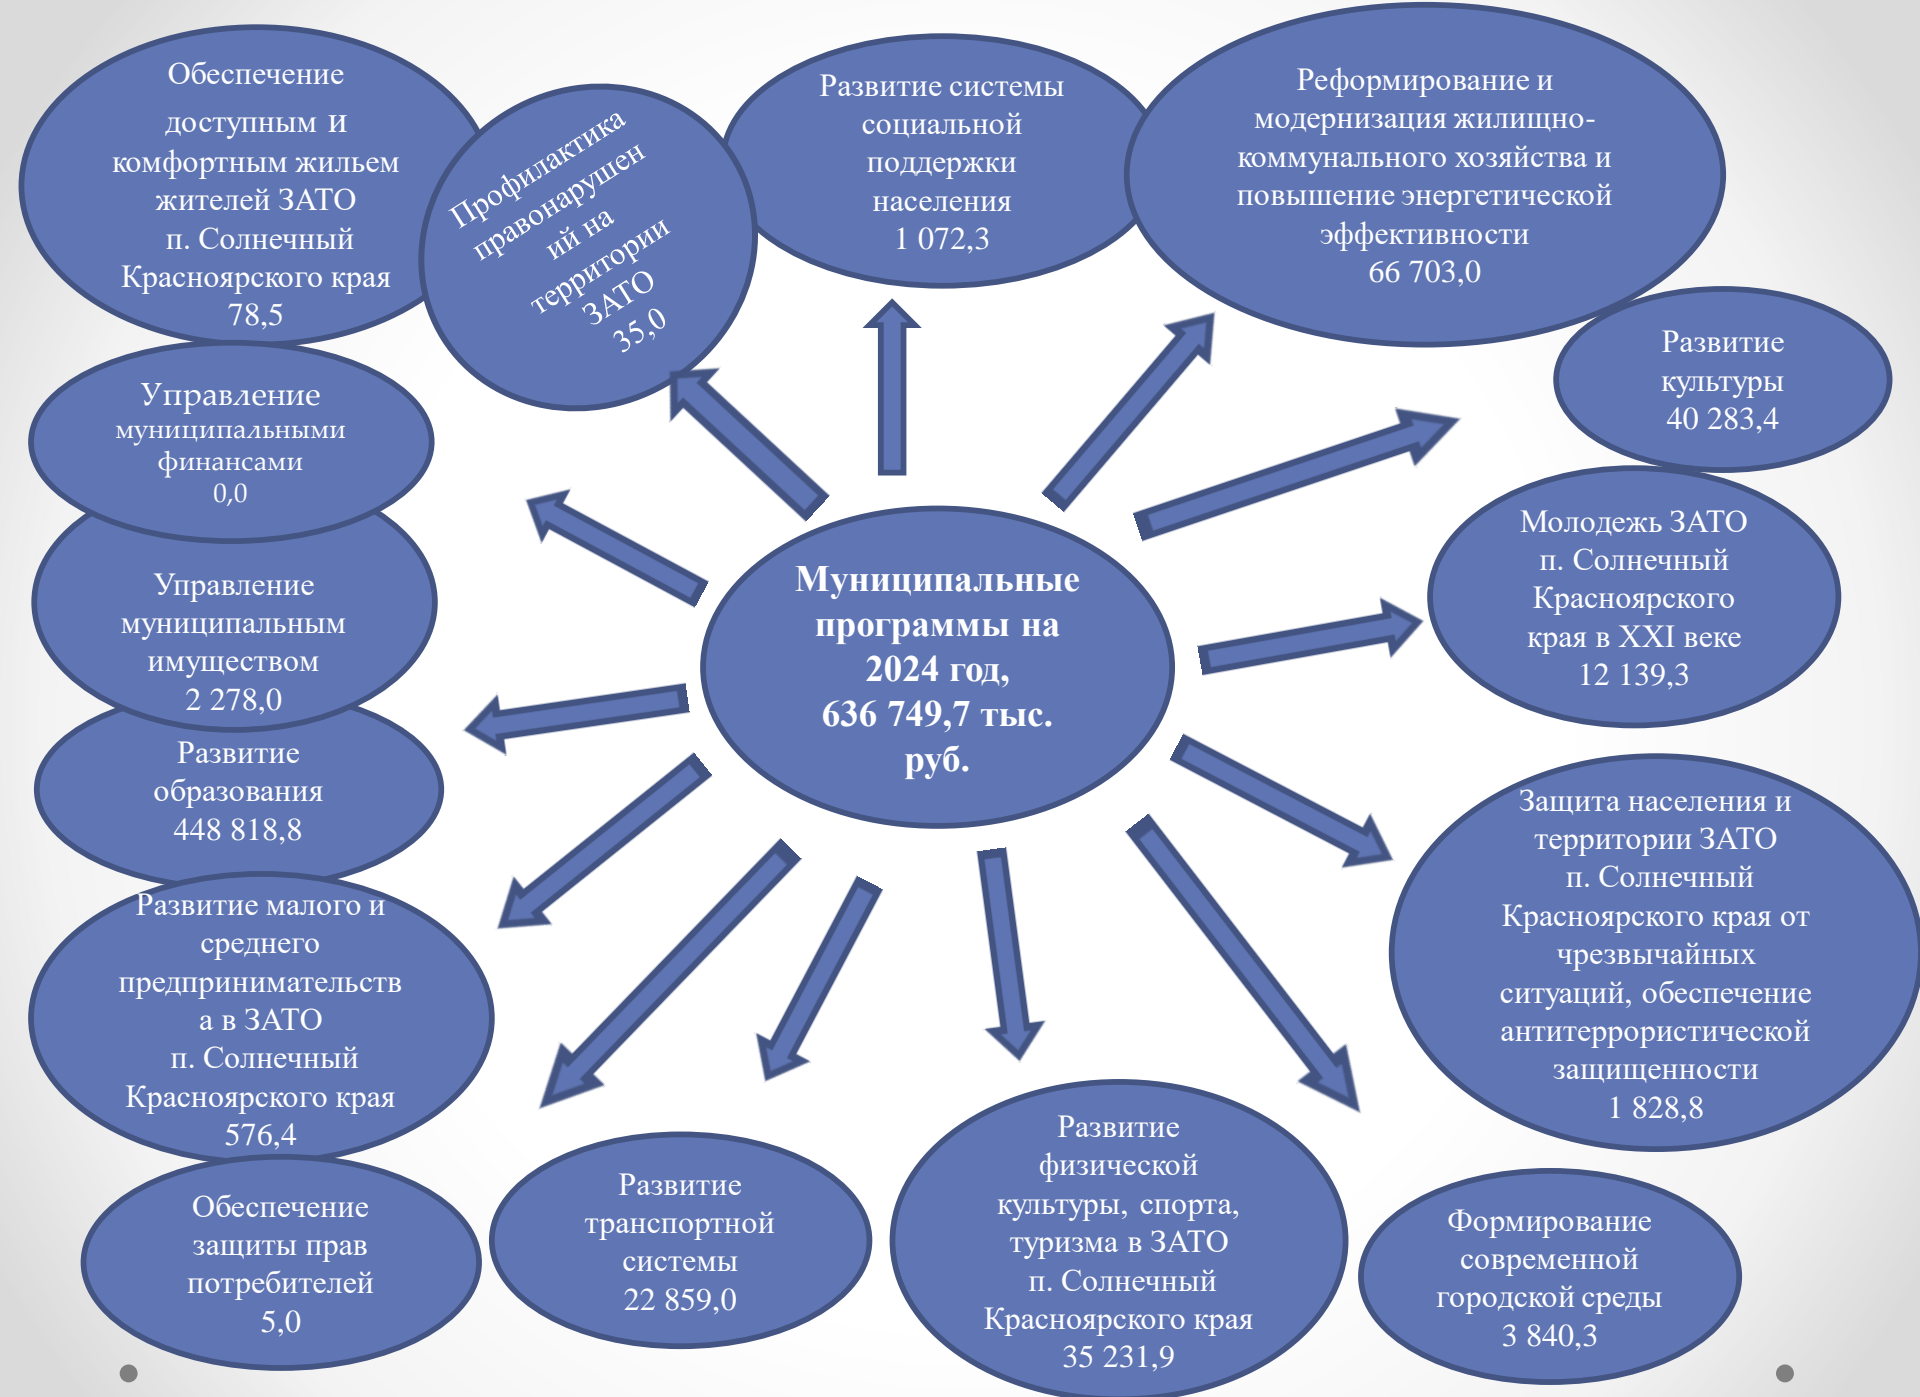 Обеспечение
доступным и
комфортным жильем
жителей ЗАТО
п. Солнечный
Красноярского края
78,5
Профилактика
правонарушен
ий на
территории
ЗАТО
35,0
Развитие системы
социальной
поддержки
населения
1 072,3
Реформирование и
модернизация жилищно-
коммунального хозяйства и
повышение энергетической
эффективности
66 703,0
Развитие
культуры
40 283,4
Управление
муниципальными
финансами
0,0
Молодежь ЗАТО
п. Солнечный
Красноярского
края в XXI веке
12 139,3
Управление
муниципальным
имуществом
2 278,0
Муниципальные
программы на
2024 год,
636 749,7 тыс.
руб.
Развитие
образования
448 818,8
Защита населения и
территории ЗАТО
п. Солнечный
Красноярского края от
чрезвычайных
ситуаций, обеспечение
антитеррористической
защищенности
1 828,8
Развитие малого и
среднего
предпринимательств
а в ЗАТО
п. Солнечный
Красноярского края
576,4
Обеспечение
защиты прав
потребителей
5,0
Развитие
транспортной
системы
22 859,0
Развитие
физической
культуры, спорта,
туризма в ЗАТО
п. Солнечный
Красноярского края
35 231,9
Формирование
современной
городской среды
3 840,3